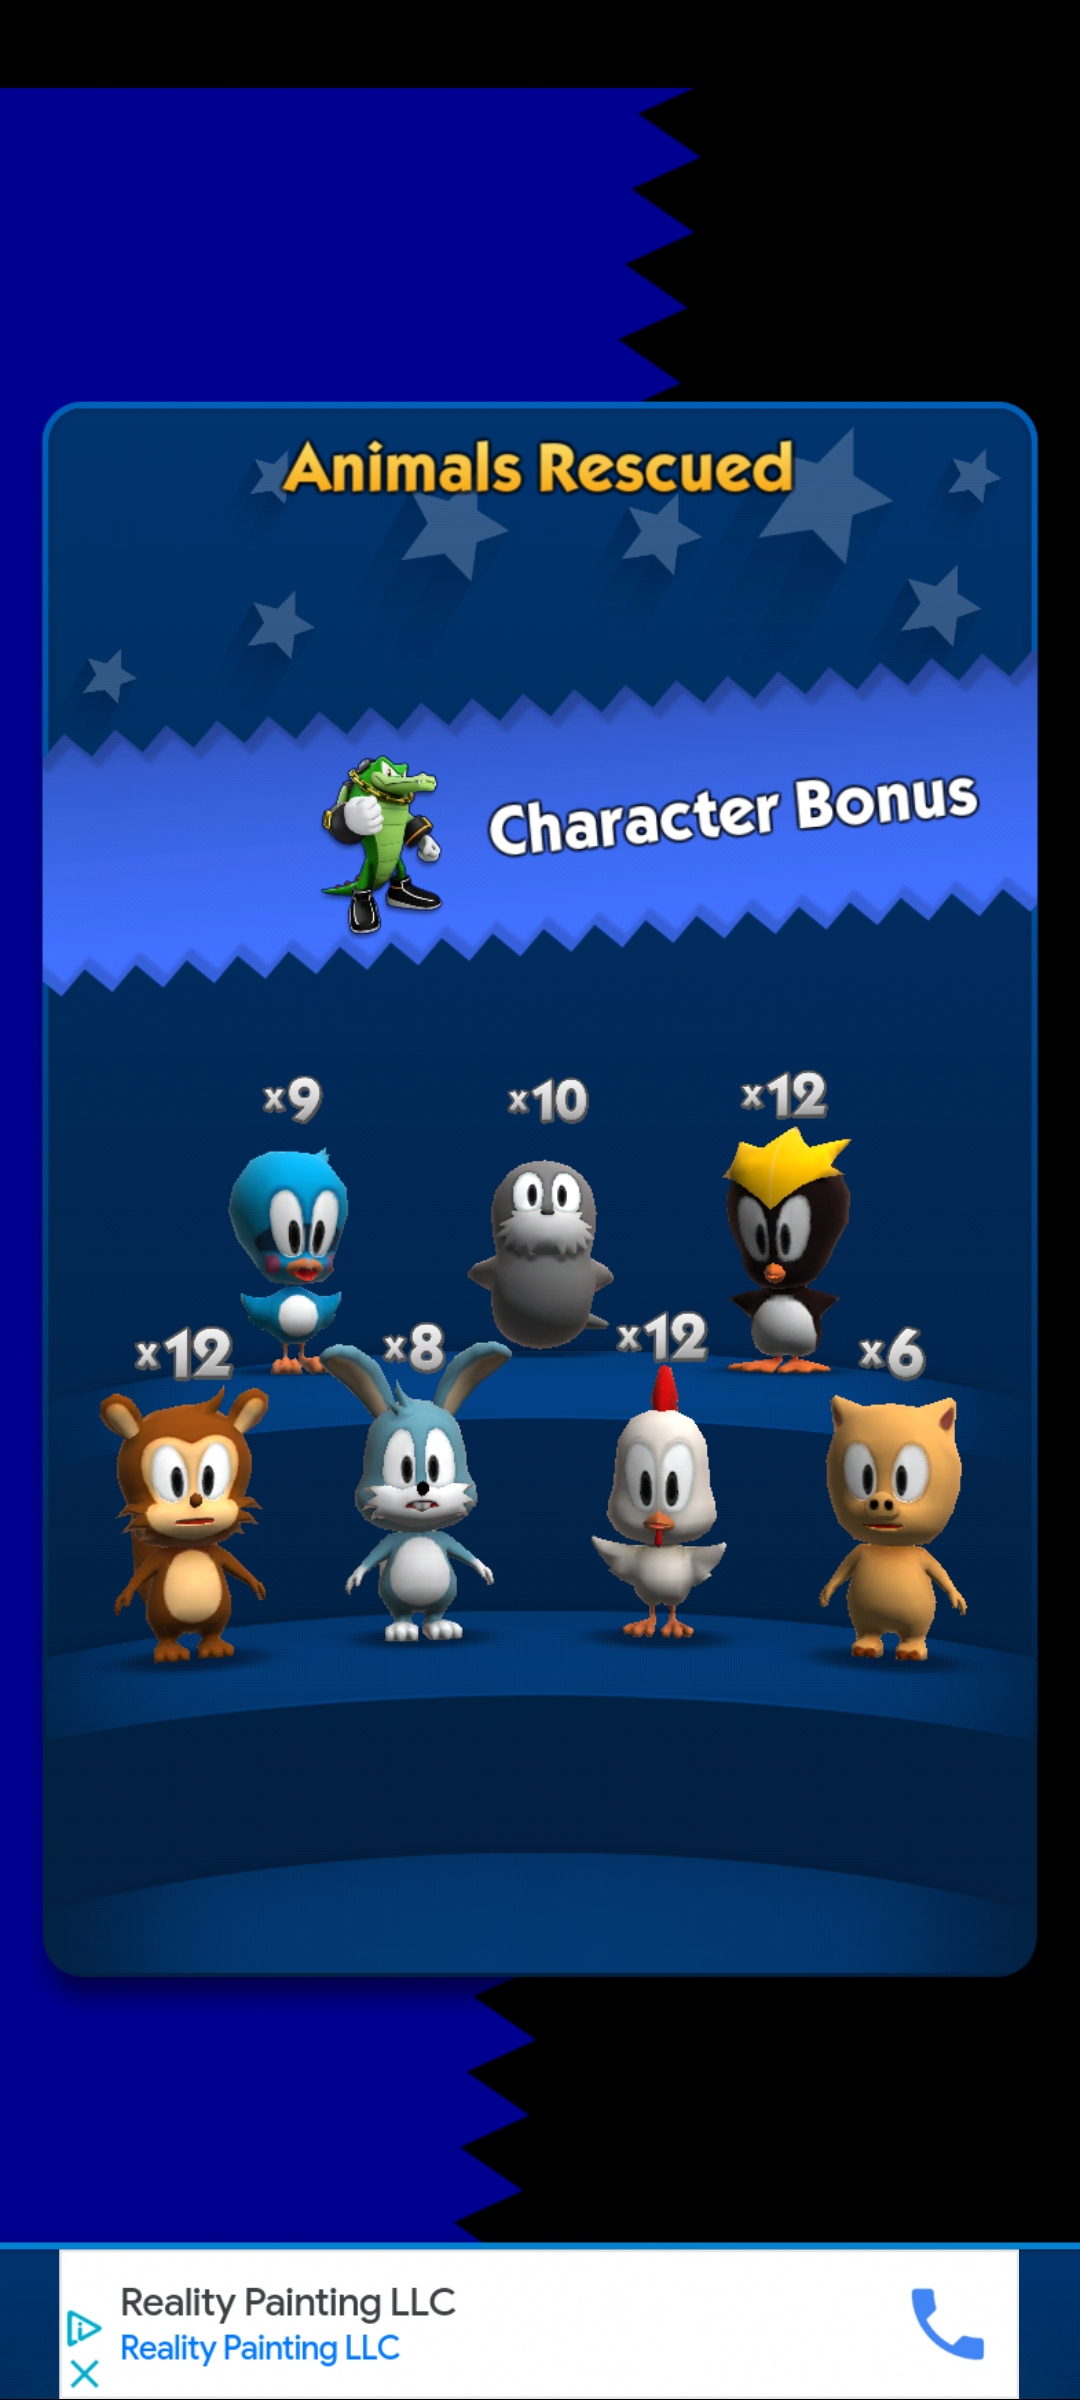 Animals Rescued
Character Bonus
x9
x10
x12
x12
x8
x12
x6
Reality Painting LLC
Reality Painting LLC